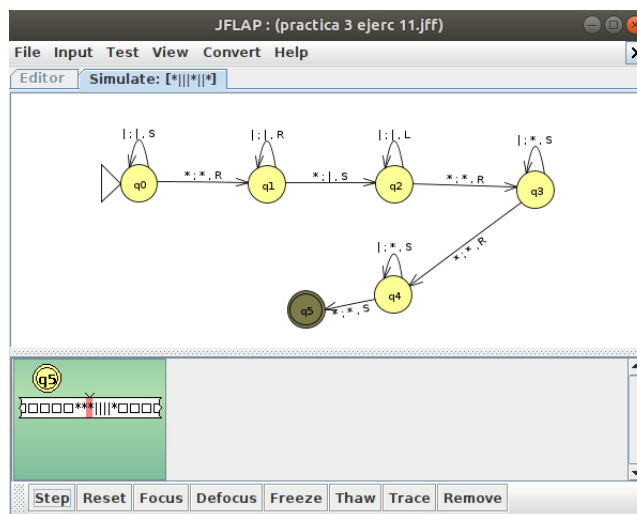 JFLAP : (practica 3 ejerc 11.jff)
File Input Test View Convert Help
Editor Simulate: [*|||*||*]
|;|,S |;|,R |;|,L |;*,S
q0 *;*,R q1 *;|,S q2 *;*,R q3
|;*,S *;*,R
q5 *;*,S q4
q5
□□□□***||||*□□□□
Step Reset Focus Defocus Freeze Thaw Trace Remove